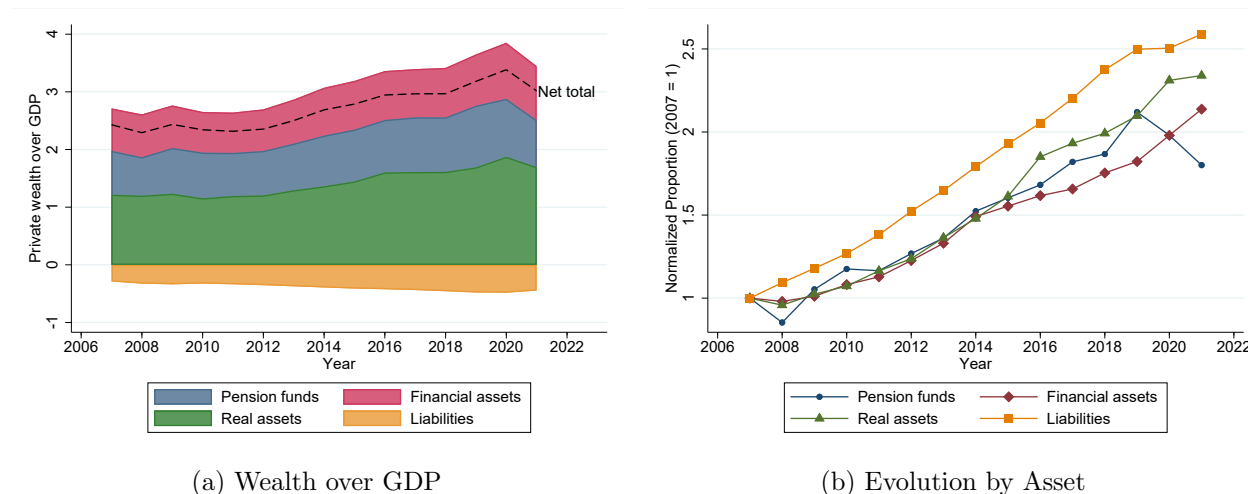 Private wealth over GDP
4
3
2
1
0
-1
Net total
2006 2008 2010 2012 2014 2016 2018 2020 2022
Year
Pension funds Financial assets
Real assets Liabilities
(a) Wealth over GDP
Normalized Proportion (2007 = 1)
2.5
2
1.5
1
2006 2008 2010 2012 2014 2016 2018 2020 2022
Year
Pension funds Financial assets
Real assets Liabilities
(b) Evolution by Asset